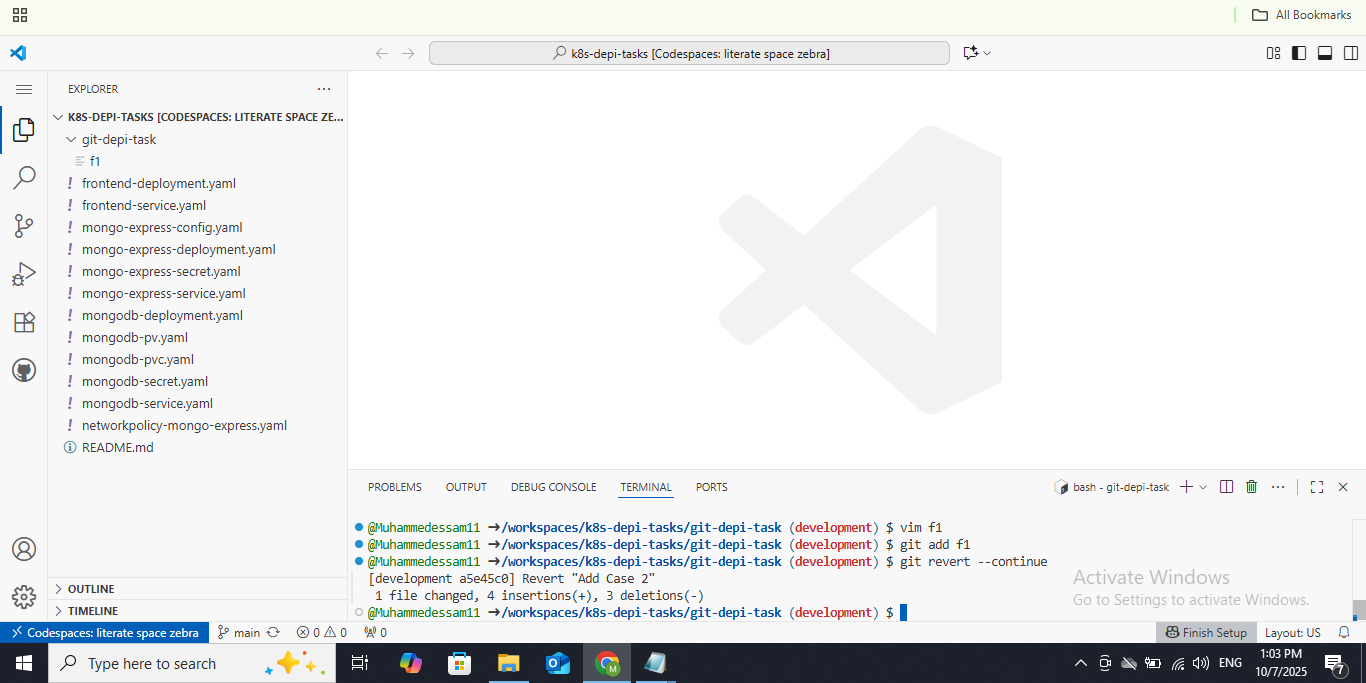 All Bookmarks
k8s-depi-tasks [Codespaces: literate space zebra]
EXPLORER
K8S-DEPI-TASKS [CODESPACES: LITERATE SPACE ZE...
git-depi-task
f1
! frontend-deployment.yaml
! frontend-service.yaml
! mongo-express-config.yaml
! mongo-express-deployment.yaml
! mongo-express-secret.yaml
! mongo-express-service.yaml
! mongodb-deployment.yaml
! mongodb-pv.yaml
! mongodb-pvc.yaml
! mongodb-secret.yaml
! mongodb-service.yaml
! networkpolicy-mongo-express.yaml
README.md
OUTLINE
TIMELINE
PROBLEMS OUTPUT DEBUG CONSOLE TERMINAL PORTS
bash - git-depi-task
@Muhammedessam11 ➜/workspaces/k8s-depi-tasks/git-depi-task (development) $ vim f1
@Muhammedessam11 ➜/workspaces/k8s-depi-tasks/git-depi-task (development) $ git add f1
@Muhammedessam11 ➜/workspaces/k8s-depi-tasks/git-depi-task (development) $ git revert --continue
[development a5e45c0] Revert "Add Case 2"
1 file changed, 4 insertions(+), 3 deletions(-)
@Muhammedessam11 ➜/workspaces/k8s-depi-tasks/git-depi-task (development) $
Activate Windows
Go to Settings to activate Windows.
Codespaces: literate space zebra main 0 0 0 Finish Setup Layout: US
Type here to search
M
ENG
1:03 PM
10/7/2025
7